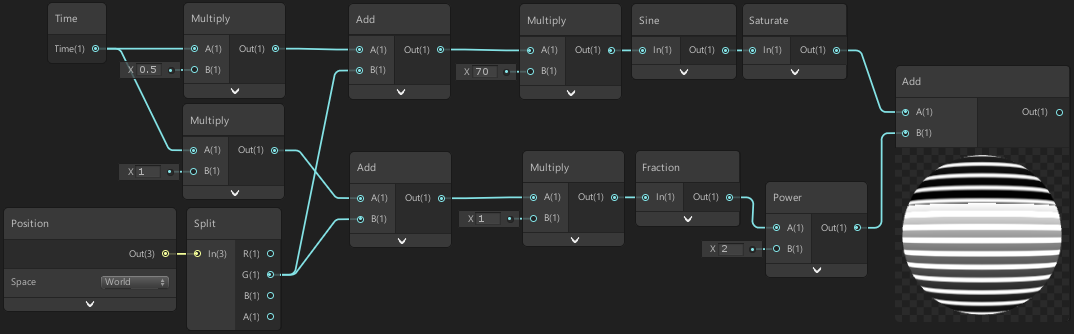 Time
Time(1)
Multiply
A(1) Out(1)
X 0.5 B(1)
Add
A(1) Out(1)
B(1)
Multiply
A(1) Out(1)
X 70 B(1)
Sine
In(1) Out(1)
Saturate
In(1) Out(1)
Add
A(1) Out(1)
B(1)
Multiply
A(1) Out(1)
X 1 B(1)
Add
A(1) Out(1)
B(1)
Multiply
A(1) Out(1)
X 1 B(1)
Fraction
In(1) Out(1)
Power
A(1) Out(1)
X 2 B(1)
Position
Out(3)
Space World
Split
In(3) R(1)
G(1)
B(1)
A(1)